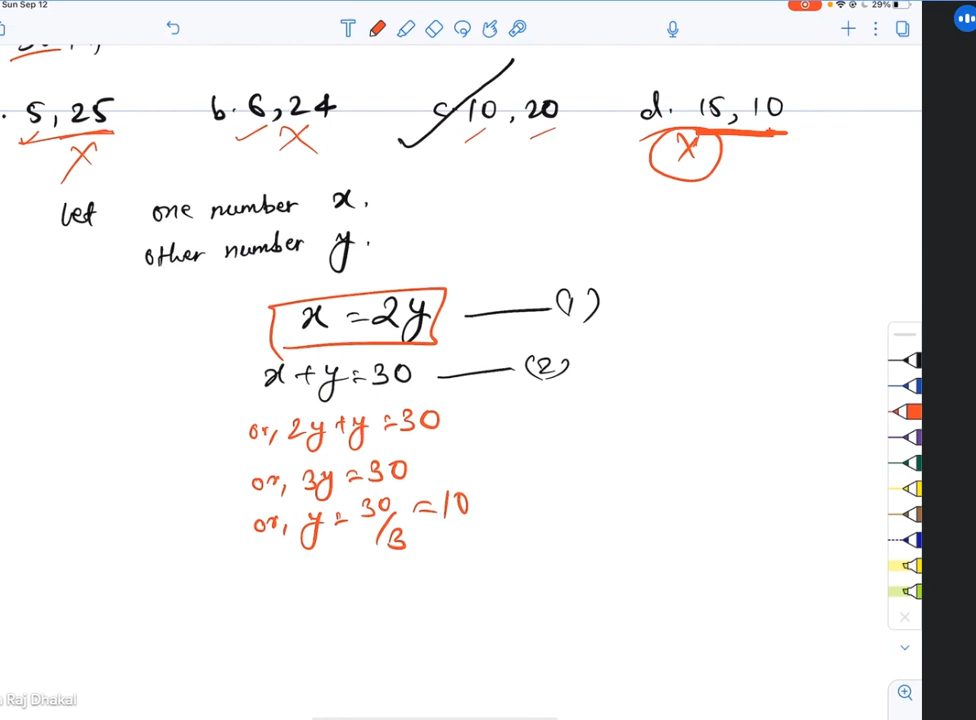 Sun Sep 12
29%
. 5, 25 b. 6, 24 c. 10, 20 d. 15, 10
let one number x.
other number y.
x = 2y (1)
x + y = 30 (2)
or, 2y + y = 30
or, 3y = 30
or, y = 30/3 = 10
Raj Dhakal